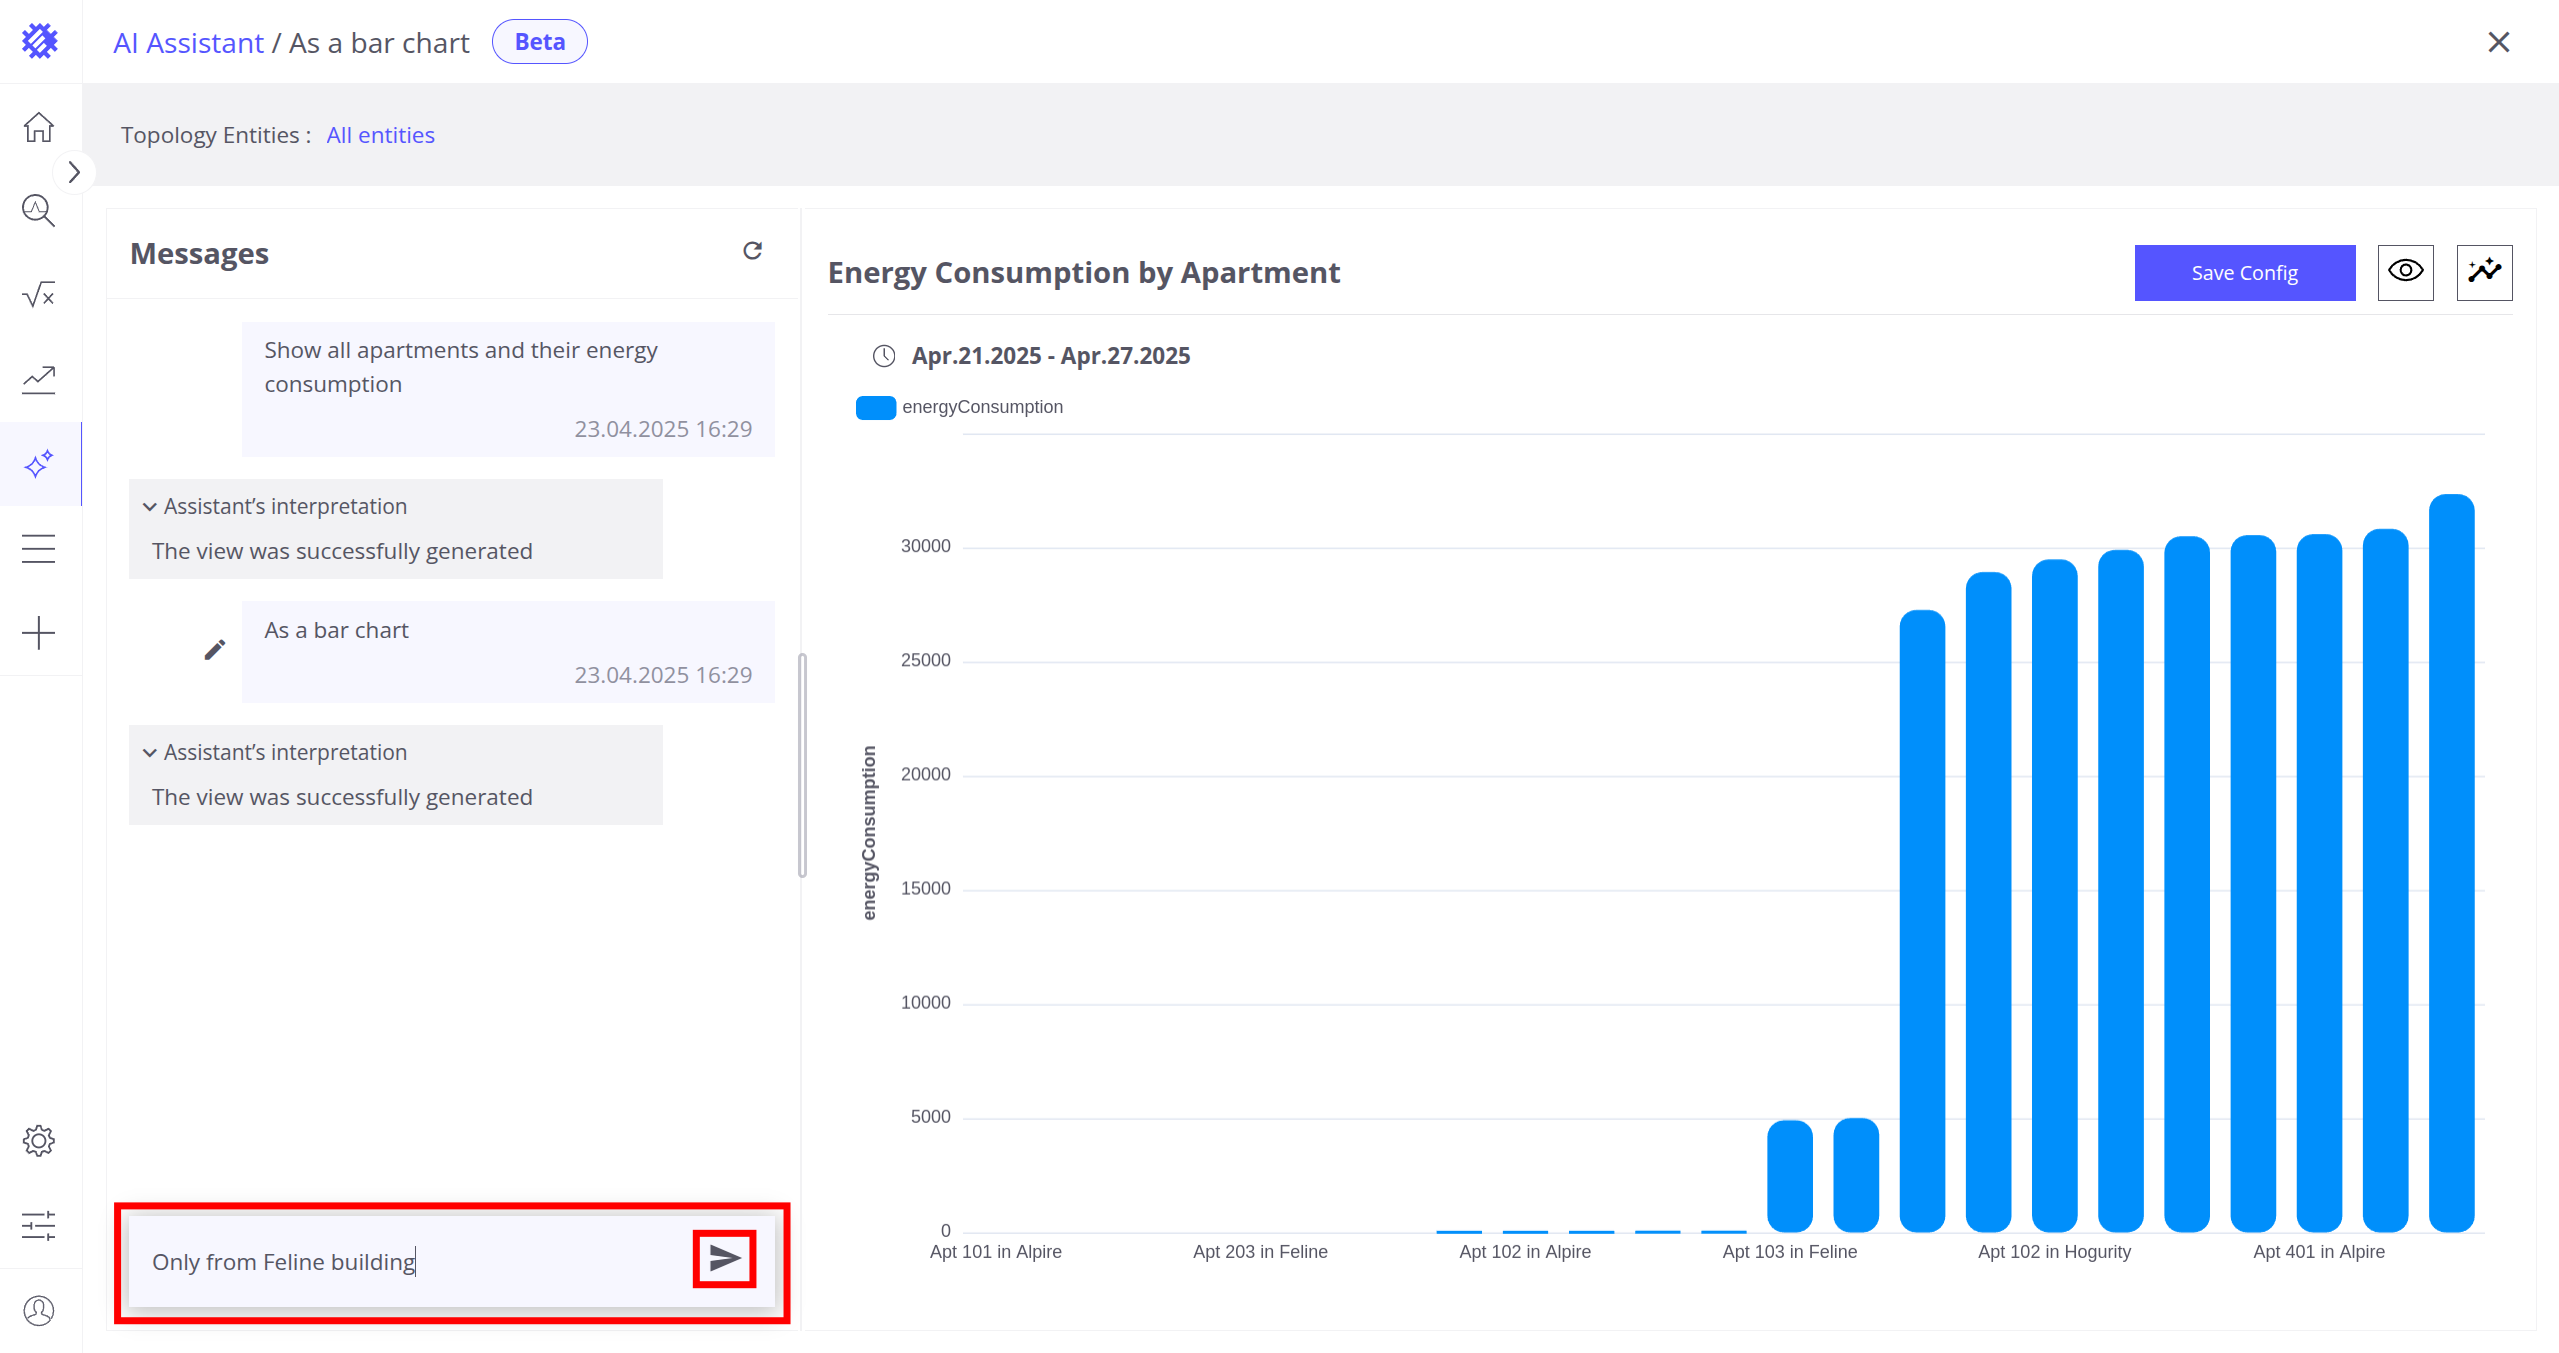 AI Assistant / As a bar chart Beta
Topology Entities : All entities
Messages
Show all apartments and their energy
consumption
23.04.2025 16:29
Assistant’s interpretation
The view was successfully generated
As a bar chart
23.04.2025 16:29
Assistant’s interpretation
The view was successfully generated
Only from Feline building
Energy Consumption by Apartment
Save Config
Apr.21.2025 - Apr.27.2025
energyConsumption
energyConsumption
30000
25000
20000
15000
10000
5000
0
Apt 101 in Alpire Apt 203 in Feline Apt 102 in Alpire Apt 103 in Feline Apt 102 in Hogurity Apt 401 in Alpire